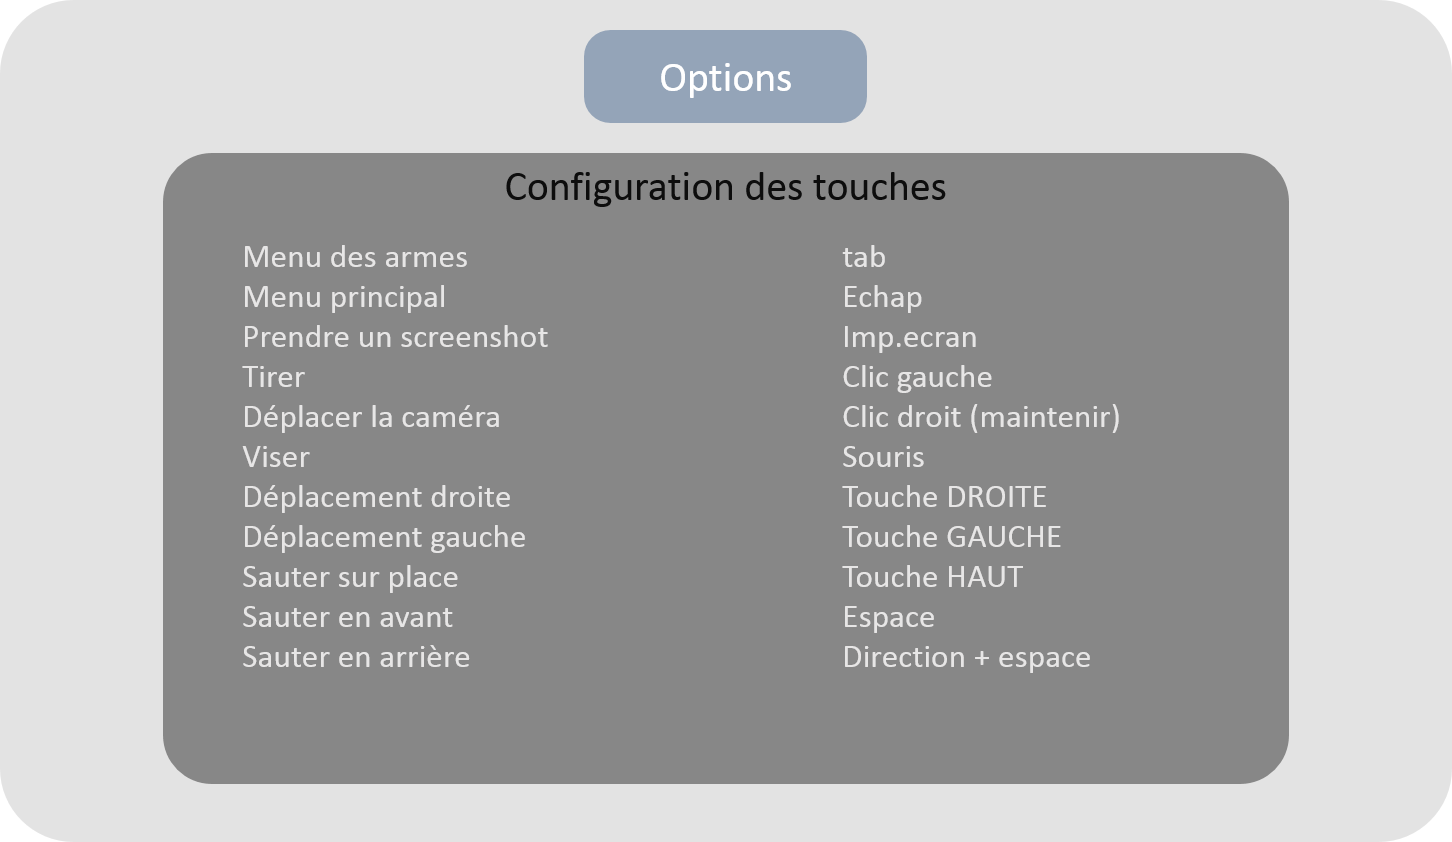 Options
Configuration des touches
Menu des armes tab
Menu principal Echap
Prendre un screenshot Imp.ecran
Tirer Clic gauche
Déplacer la caméra Clic droit (maintenir)
Viser Souris
Déplacement droite Touche DROITE
Déplacement gauche Touche GAUCHE
Sauter sur place Touche HAUT
Sauter en avant Espace
Sauter en arrière Direction + espace